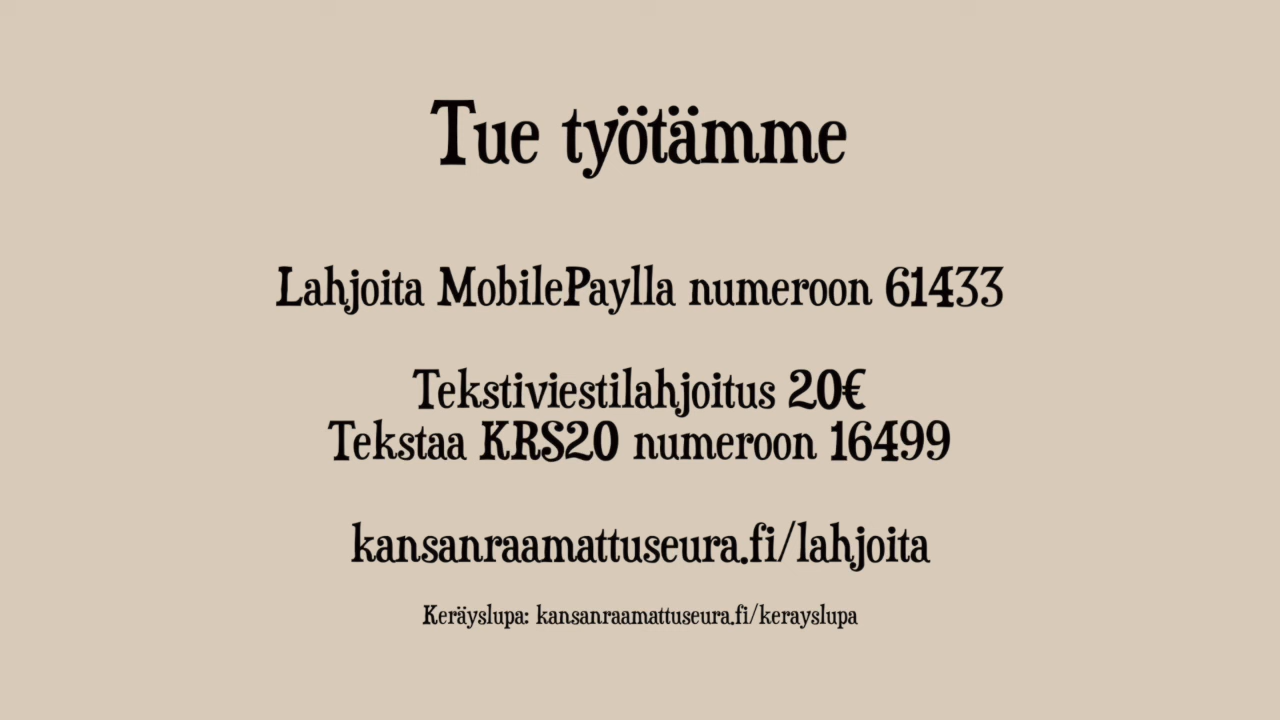 Tue työtämme
Lahjoita MobilePaylla numeroon 61433
Tekstiviestilahjoitus 20€
Tekstaa KRS20 numeroon 16499
kansanraamattuseura.fi/lahjoita
Keräyslupa: kansanraamattuseura.fi/kerayslupa